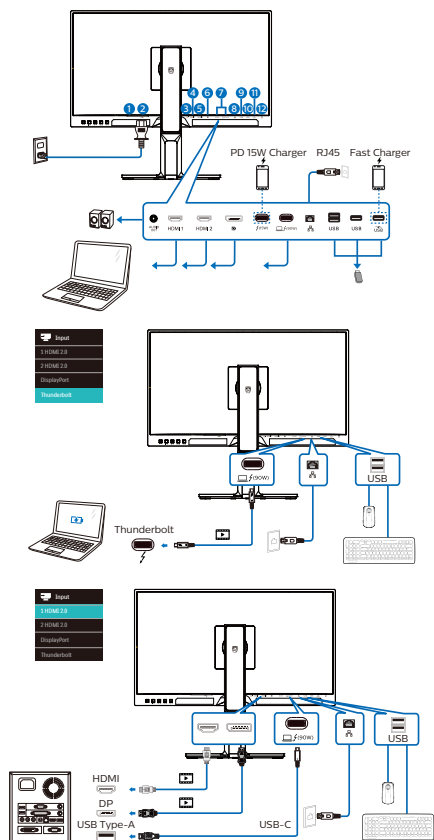 4 7 9 11
1 2 3 5 6 8 10 12
PD 15W Charger RJ45 Fast Charger
HDMI 1 HDMI 2 USB USB USB
Input
1 HDMI 2.0
2 HDMI 2.0
DisplayPort
Thunderbolt
(90W)
USB
Thunderbolt
Input
1 HDMI 2.0
2 HDMI 2.0
DisplayPort
Thunderbolt
(90W)
USB
HDMI
DP
USB Type-A
USB-C